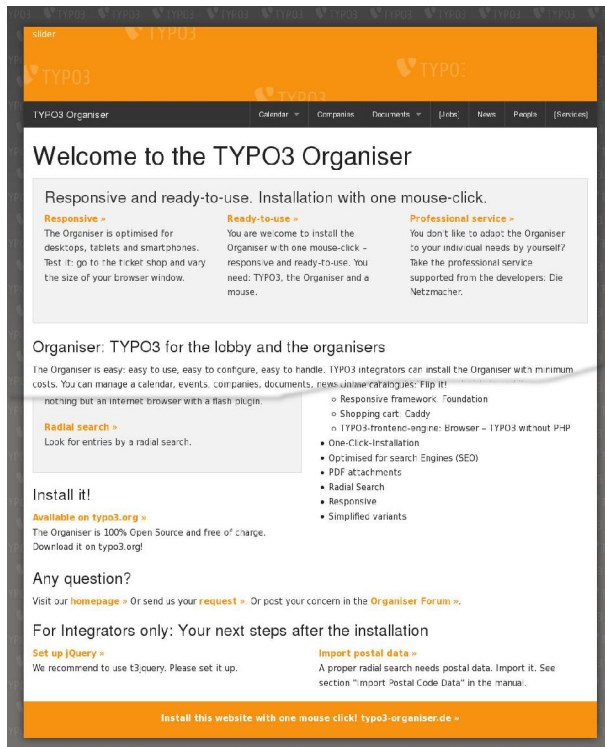 slider
TYPO3
TYPO3
TYPO3
TYPO3
TYPO3 Organiser
Calendar
Companies
Documents
[Jobs]
News
People
[Services]
Welcome to the TYPO3 Organiser
Responsive and ready-to-use. Installation with one mouse-click.
Responsive »
The Organiser is optimised for
desktops, tablets and smartphones.
Test it: go to the ticket shop and vary
the size of your browser window.
Ready-to-use »
You are welcome to install the
Organiser with one mouse-click –
responsive and ready-to-use. You
need: TYPO3, the Organiser and a
mouse.
Professional service »
You don't like to adapt the Organiser
to your individual needs by yourself?
Take the professional service
supported from the developers: Die
Netzmacher.
Organiser: TYPO3 for the lobby and the organisers
The Organiser is easy: easy to use, easy to configure, easy to handle. TYPO3 integrators can install the Organiser with minimum
costs. You can manage a calendar, events, companies, documents, news online catalogues: Flip it!
nothing but an internet browser with a flash plugin.
Radial search »
Look for entries by a radial search.
◦ Responsive framework: Foundation
◦ Shopping cart: Caddy
◦ TYPO3-frontend-engine: Browser – TYPO3 without PHP
• One-Click-Installation
• Optimised for search Engines (SEO)
• PDF attachments
• Radial Search
• Responsive
• Simplified variants
Install it!
Available on typo3.org »
The Organiser is 100% Open Source and free of charge.
Download it on typo3.org!
Any question?
Visit our homepage » Or send us your request ». Or post your concern in the Organiser Forum ».
For Integrators only: Your next steps after the installation
Set up jQuery »
We recommend to use t3jquery. Please set it up.
Import postal data »
A proper radial search needs postal data. Import it. See
section "Import Postal Code Data" in the manual.
Install this website with one mouse click! typo3-organiser.de »